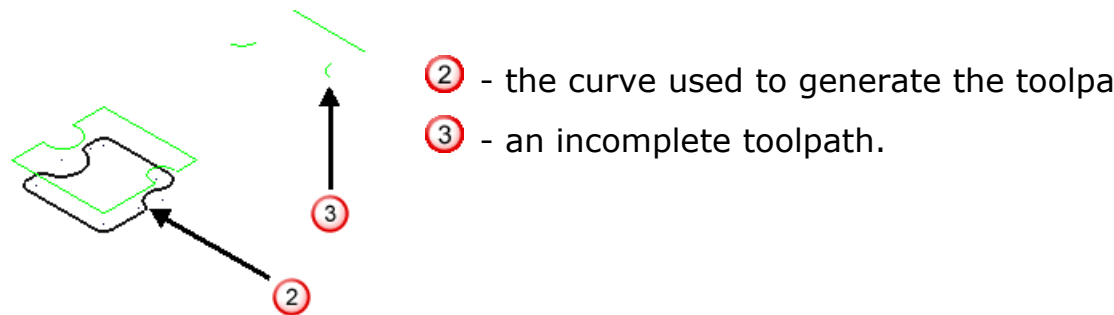 2 - the curve used to generate the toolpa
3 - an incomplete toolpath.
3
2